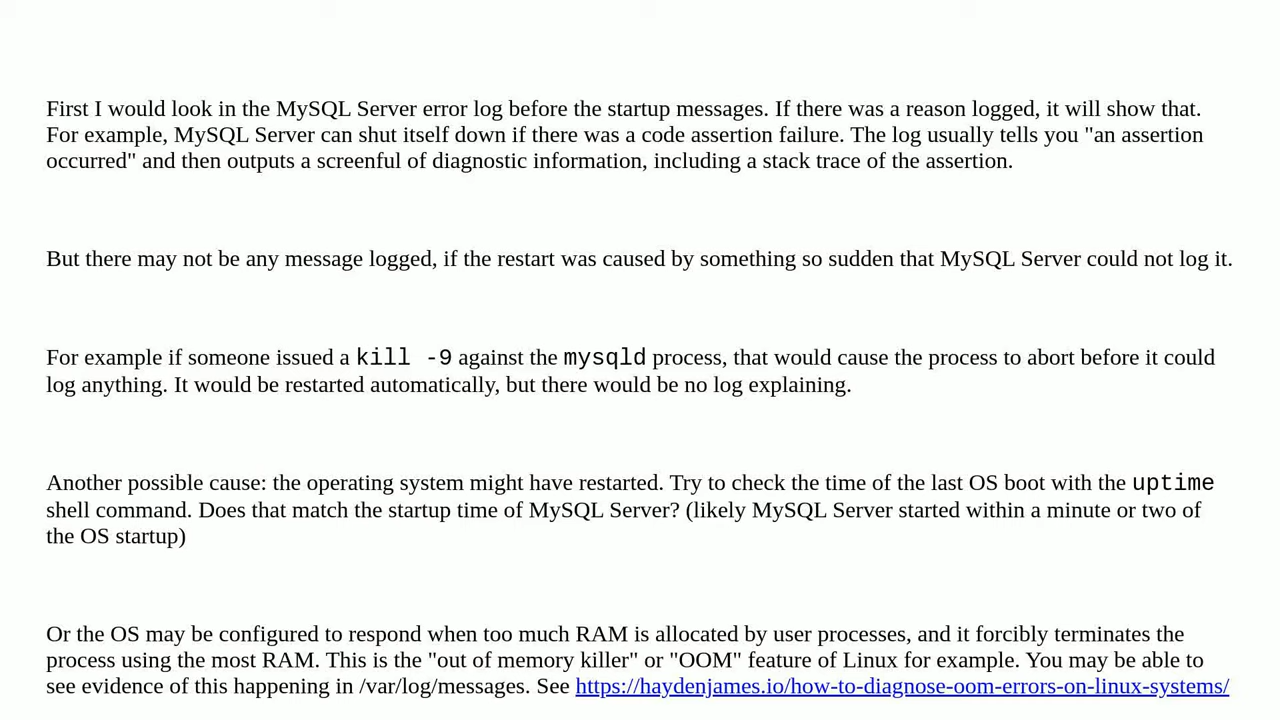 First I would look in the MySQL Server error log before the startup messages. If there was a reason logged, it will show that.
For example, MySQL Server can shut itself down if there was a code assertion failure. The log usually tells you "an assertion
occurred" and then outputs a screenful of diagnostic information, including a stack trace of the assertion.
But there may not be any message logged, if the restart was caused by something so sudden that MySQL Server could not log it.
For example if someone issued a kill -9 against the mysqld process, that would cause the process to abort before it could
log anything. It would be restarted automatically, but there would be no log explaining.
Another possible cause: the operating system might have restarted. Try to check the time of the last OS boot with the uptime
shell command. Does that match the startup time of MySQL Server? (likely MySQL Server started within a minute or two of
the OS startup)
Or the OS may be configured to respond when too much RAM is allocated by user processes, and it forcibly terminates the
process using the most RAM. This is the "out of memory killer" or "OOM" feature of Linux for example. You may be able to
see evidence of this happening in /var/log/messages. See https://haydenjames.io/how-to-diagnose-oom-errors-on-linux-systems/